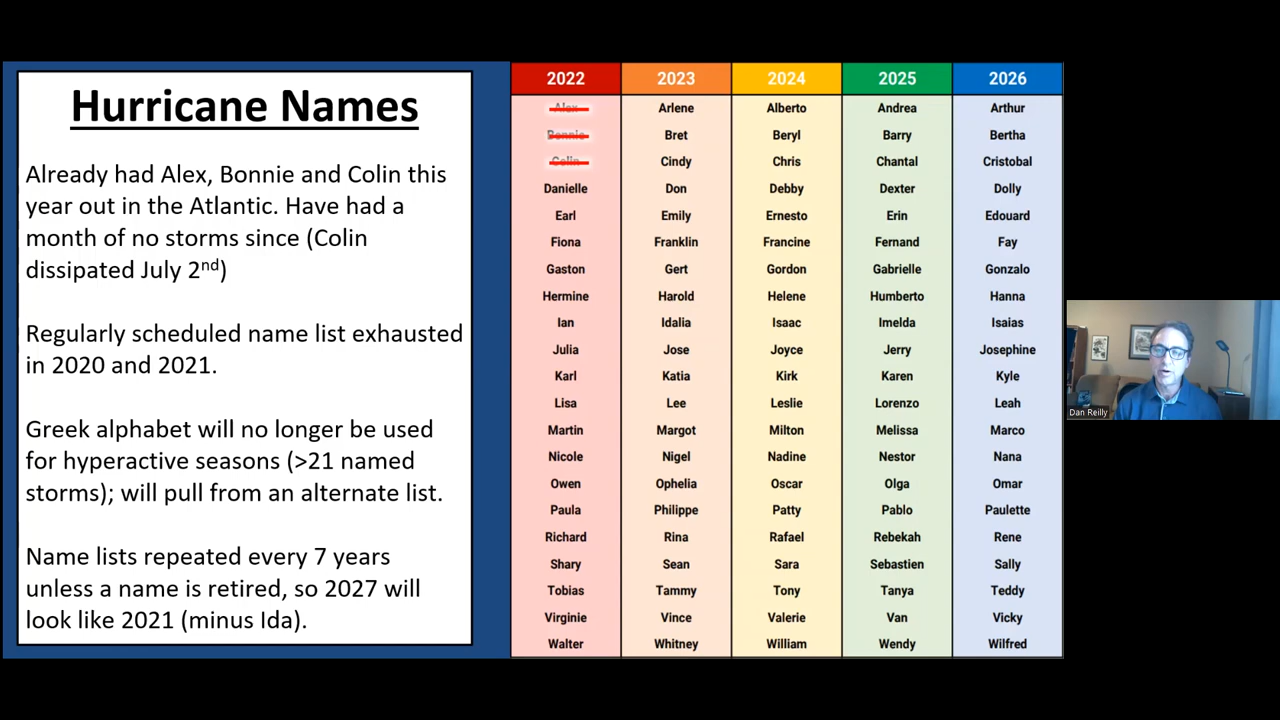 Hurricane Names
Already had Alex, Bonnie and Colin this
year out in the Atlantic. Have had a
month of no storms since (Colin
dissipated July 2nd)
Regularly scheduled name list exhausted
in 2020 and 2021.
Greek alphabet will no longer be used
for hyperactive seasons (>21 named
storms); will pull from an alternate list.
Name lists repeated every 7 years
unless a name is retired, so 2027 will
look like 2021 (minus Ida).
2022 2023 2024 2025 2026
Alex Arlene Alberto Andrea Arthur
Bonnie Bret Beryl Barry Bertha
Colin Cindy Chris Chantal Cristobal
Danielle Don Debby Dexter Dolly
Earl Emily Ernesto Erin Edouard
Fiona Franklin Francine Fernand Fay
Gaston Gert Gordon Gabrielle Gonzalo
Hermine Harold Helene Humberto Hanna
Ian Idalia Isaac Imelda Isaias
Julia Jose Joyce Jerry Josephine
Karl Katia Kirk Karen Kyle
Lisa Lee Leslie Lorenzo Leah
Martin Margot Milton Melissa Marco
Nicole Nigel Nadine Nestor Nana
Owen Ophelia Oscar Olga Omar
Paula Philippe Patty Pablo Paulette
Richard Rina Rafael Rebekah Rene
Shary Sean Sara Sebastien Sally
Tobias Tammy Tony Tanya Teddy
Virginie Vince Valerie Van Vicky
Walter Whitney William Wendy Wilfred
Dan Reilly